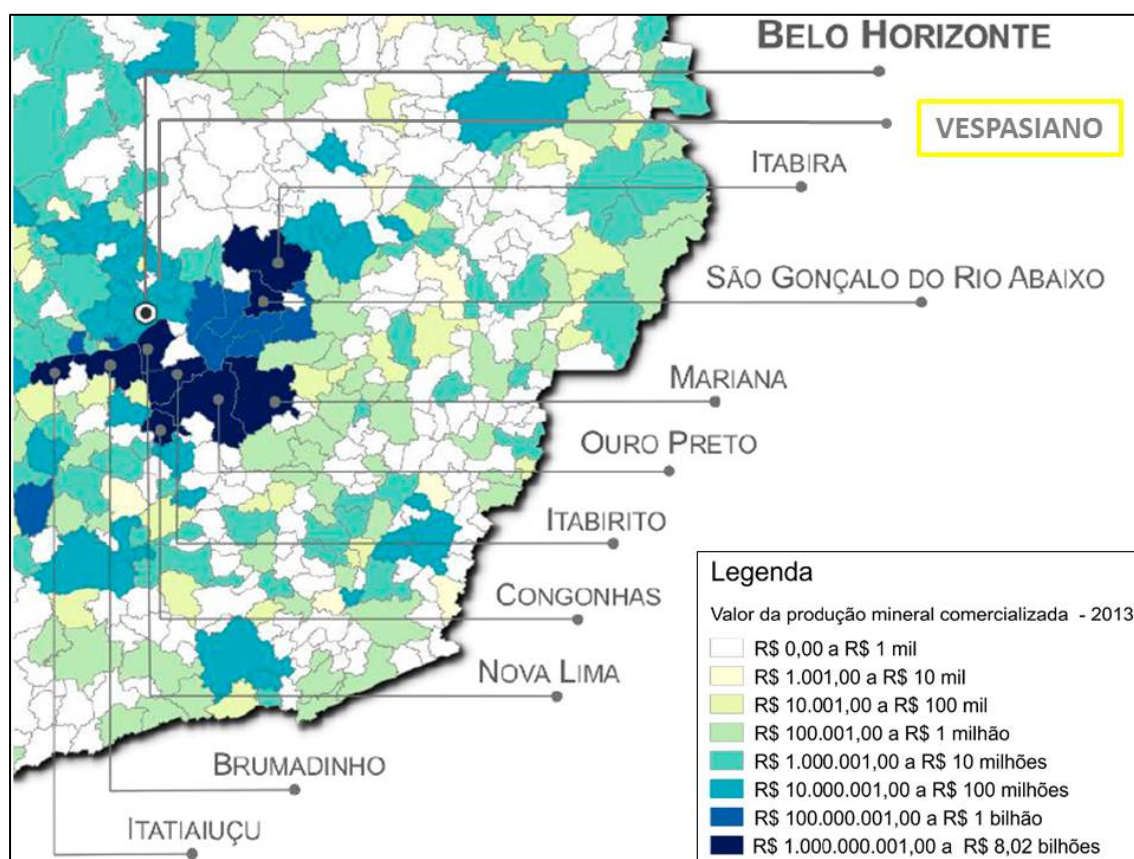 BELO HORIZONTE
VESPASIANO
ITABIRA
SÃO GONÇALO DO RIO ABAIXO
MARIANA
OURO PRETO
ITABIRITO
CONGONHAS
NOVA LIMA
BRUMADINHO
ITATIAIUÇU
Legenda
Valor da produção mineral comercializada - 2013
R$ 0,00 a R$ 1 mil
R$ 1.001,00 a R$ 10 mil
R$ 10.001,00 a R$ 100 mil
R$ 100.001,00 a R$ 1 milhão
R$ 1.000.001,00 a R$ 10 milhões
R$ 10.000.001,00 a R$ 100 milhões
R$ 100.000.001,00 a R$ 1 bilhão
R$ 1.000.000.001,00 a R$ 8,02 bilhões